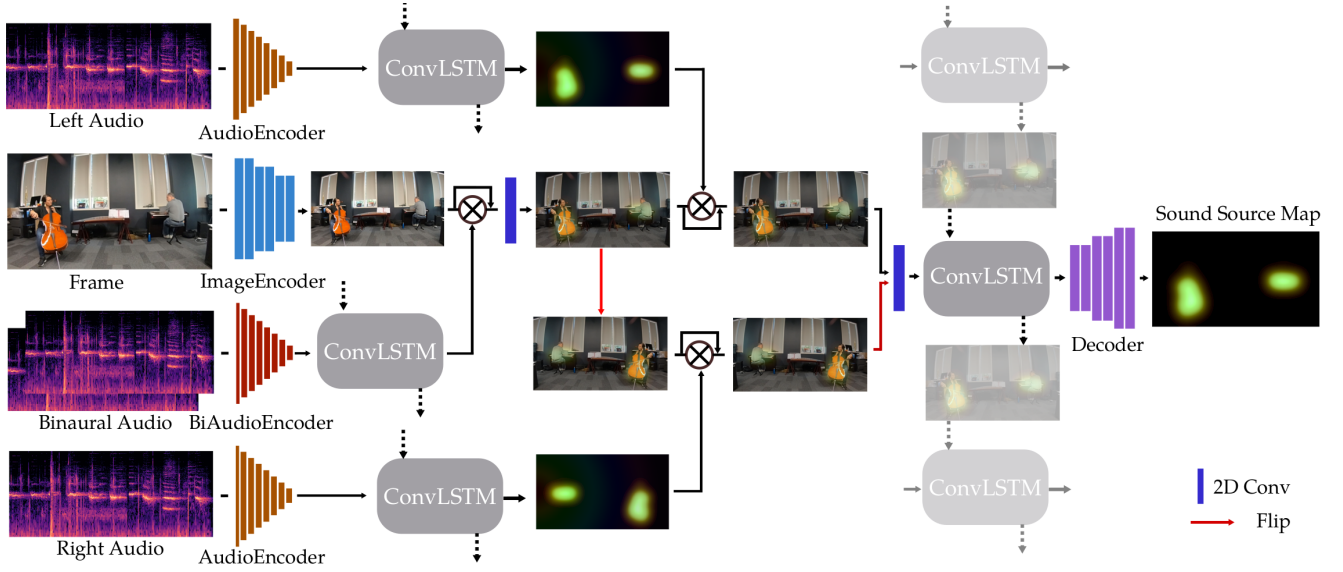 ConvLSTM
ConvLSTM
Left Audio
AudioEncoder
Sound Source Map
Frame
ImageEncoder
ConvLSTM
ConvLSTM
Decoder
Binaural Audio
BiAudioEncoder
ConvLSTM
ConvLSTM
2D Conv
Flip
Right Audio
AudioEncoder